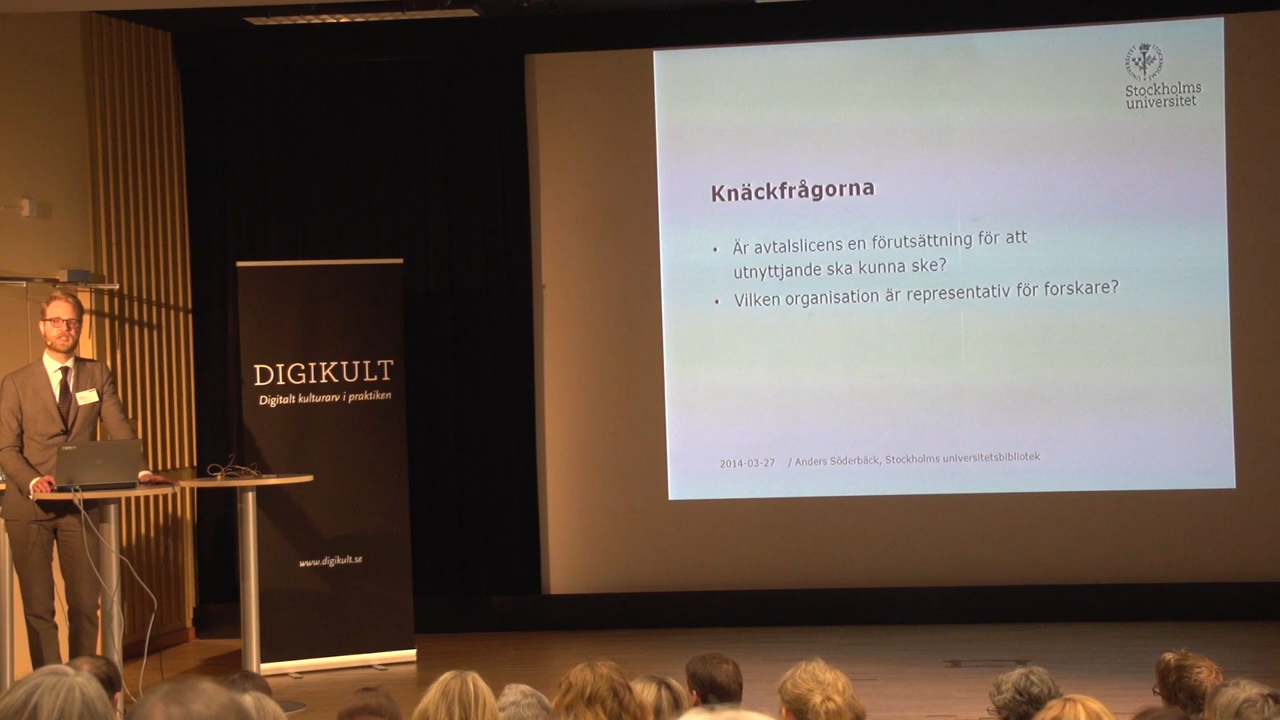 Stockholms
universitet
Knäckfrågorna
• Är avtalslicens en förutsättning för att
utnyttjande ska kunna ske?
• Vilken organisation är representativ för forskare?
2014-03-27 / Anders Söderbäck, Stockholms universitetsbibliotek
DIGIKULT
Digitalt kulturarv i praktiken
www.digikult.se